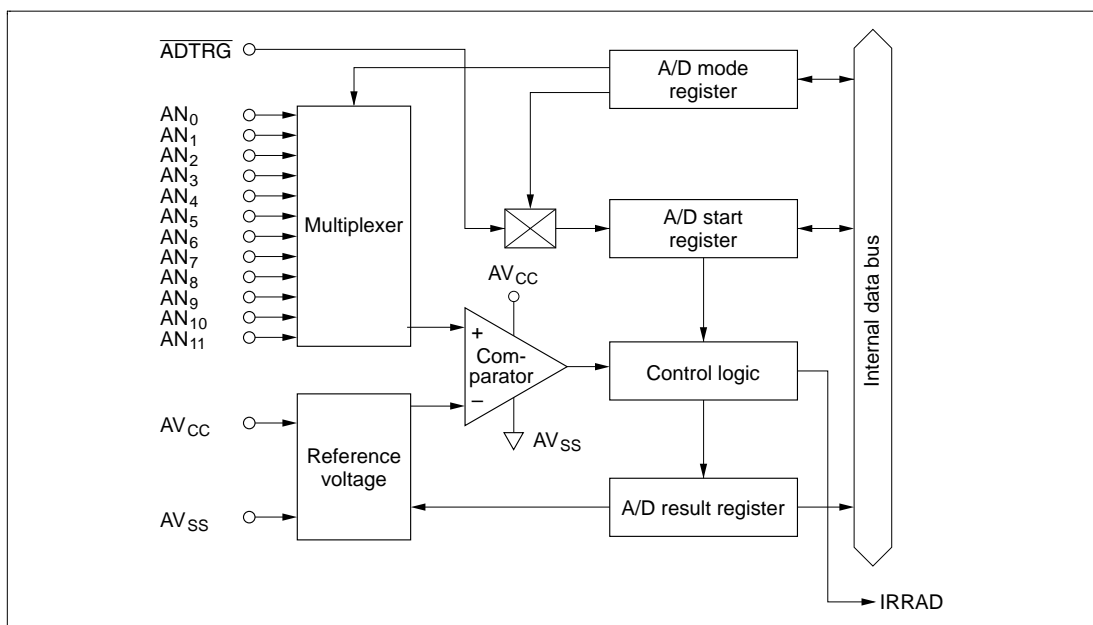 ADTRG
A/D mode
register
AN0
AN1
AN2
AN3
AN4
AN5
AN6
AN7
AN8
AN9
AN10
AN11
Multiplexer
A/D start
register
Internal data bus
AVCC
+
Com-
parator
–
AVSS
Control logic
AVCC
AVSS
Reference
voltage
A/D result register
IRRAD